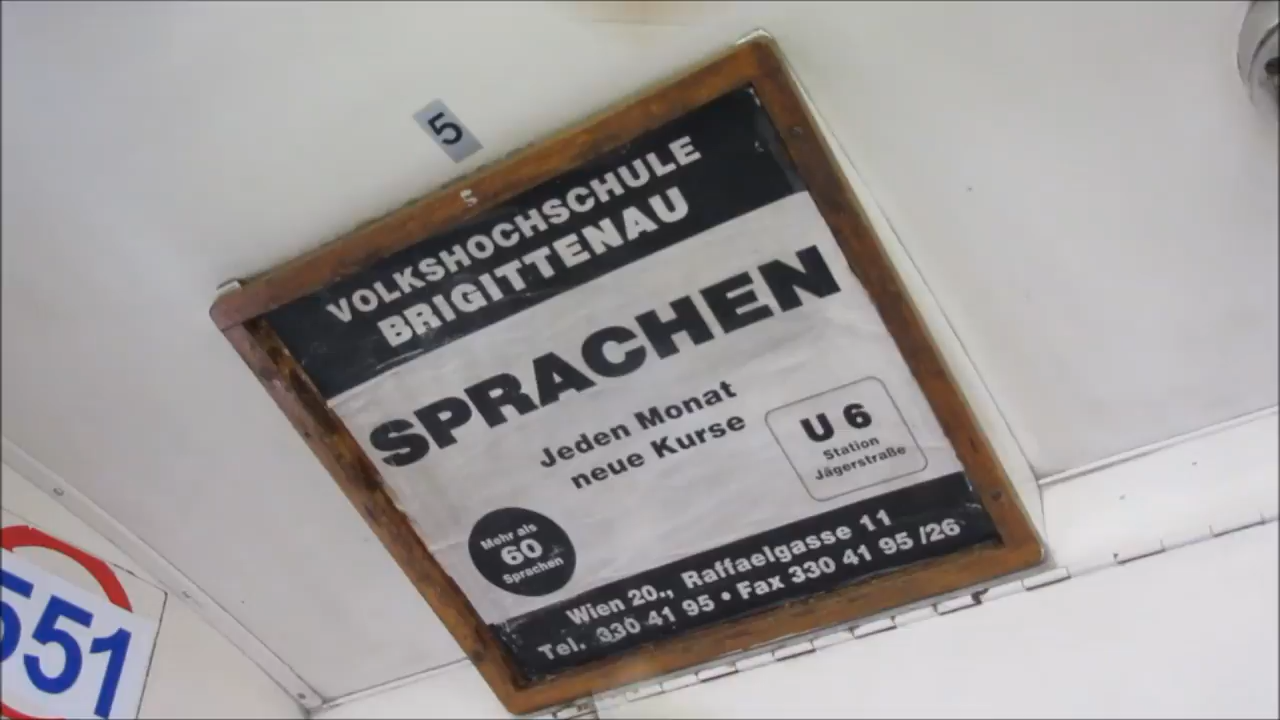 5
VOLKSHOCHSCHULE
BRIGITTENAU
SPRACHEN
Jeden Monat
neue Kurse
U 6
Station
Jägerstraße
Mehr als
60
Sprachen
Wien 20., Raffaelgasse 11
Tel. 330 41 95 • Fax 330 41 95 /26
551